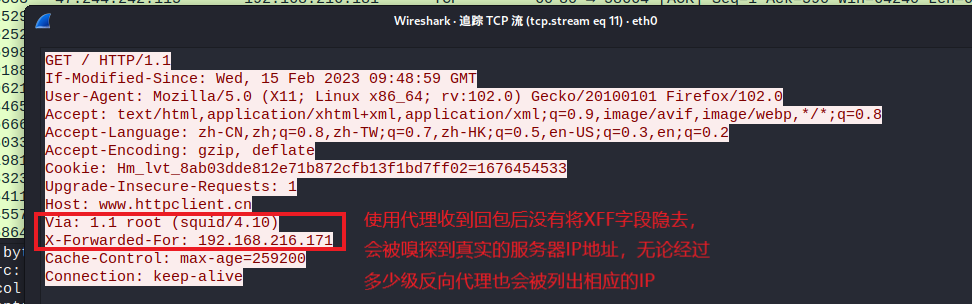 Wireshark · 追踪 TCP 流 (tcp.stream eq 11) · eth0
GET / HTTP/1.1
If-Modified-Since: Wed, 15 Feb 2023 09:48:59 GMT
User-Agent: Mozilla/5.0 (X11; Linux x86_64; rv:102.0) Gecko/20100101 Firefox/102.0
Accept: text/html,application/xhtml+xml,application/xml;q=0.9,image/avif,image/webp,*/*;q=0.8
Accept-Language: zh-CN,zh;q=0.8,zh-TW;q=0.7,zh-HK;q=0.5,en-US;q=0.3,en;q=0.2
Accept-Encoding: gzip, deflate
Cookie: Hm_lvt_8ab03dde812e71b872cfb13f1bd7ff02=1676454533
Upgrade-Insecure-Requests: 1
Host: www.httpclient.cn
Via: 1.1 root (squid/4.10)
X-Forwarded-For: 192.168.216.171
Cache-Control: max-age=259200
Connection: keep-alive
使用代理收到回包后没有将XFF字段隐去，
会被嗅探到真实的服务器IP地址，无论经过
多少级反向代理也会被列出相应的IP